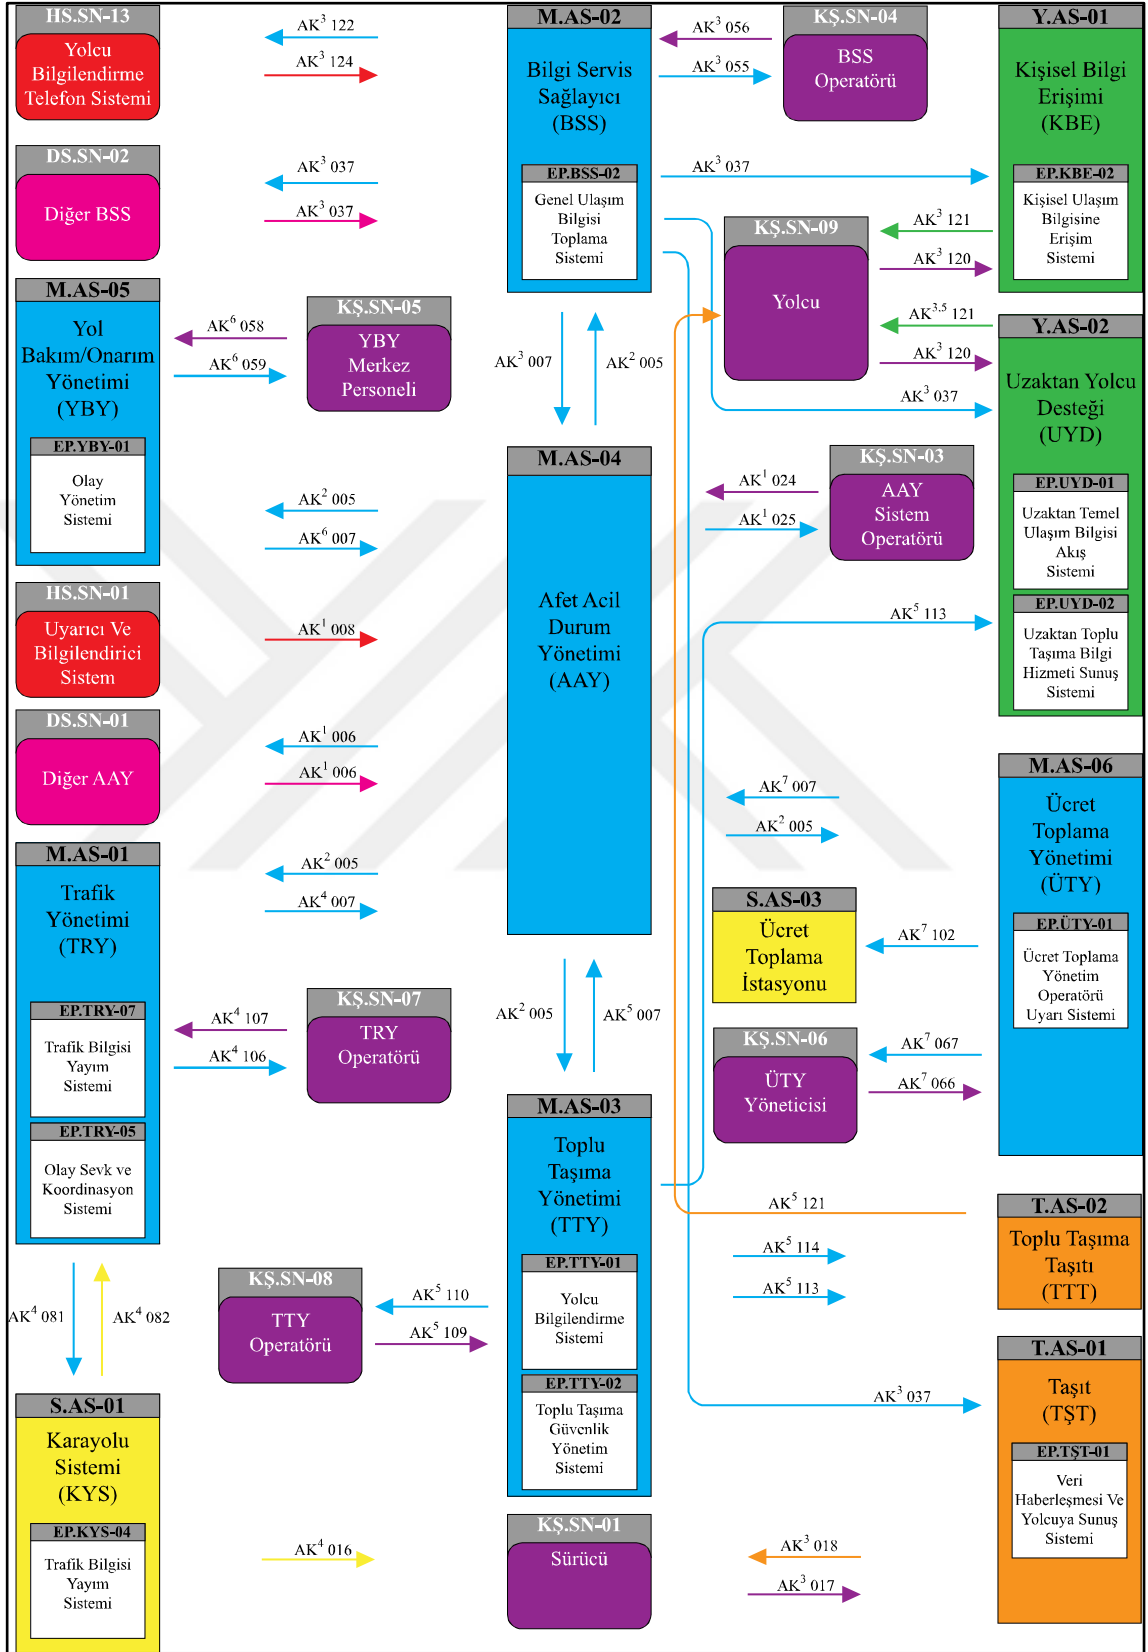 HS.SN-13
Yolcu
Bilgilendirme
Telefon Sistemi
AK³ 122
AK³ 124
M.AS-02
Bilgi Servis
Sağlayıcı
(BSS)
EP.BSS-02
Genel Ulaşım
Bilgisi
Toplama
Sistemi
AK³ 056
AK³ 055
KŞ.SN-04
BSS
Operatörü
Y.AS-01
Kişisel Bilgi
Erişimi
(KBE)
EP.KBE-02
Kişisel Ulaşım
Bilgisine
Erişim
Sistemi
DS.SN-02
Diğer BSS
AK³ 037
AK³ 037
AK³ 037
KŞ.SN-09
Yolcu
AK³ 121
AK³ 120
AK³·⁵ 121
AK³ 120
AK³ 037
M.AS-05
Yol
Bakım/Onarım
Yönetimi
(YBY)
EP.YBY-01
Olay
Yönetim
Sistemi
AK⁶ 058
AK⁶ 059
KŞ.SN-05
YBY
Merkez
Personeli
AK³ 007
AK² 005
Y.AS-02
Uzaktan Yolcu
Desteği
(UYD)
EP.UYD-01
Uzaktan Temel
Ulaşım Bilgisi
Akış
Sistemi
EP.UYD-02
Uzaktan Toplu
Taşıma Bilgi
Hizmeti Sunuş
Sistemi
AK² 005
AK⁶ 007
M.AS-04
Afet Acil
Durum
Yönetimi
(AAY)
AK¹ 024
AK¹ 025
KŞ.SN-03
AAY
Sistem
Operatörü
HS.SN-01
Uyarıcı Ve
Bilgilendirici
Sistem
AK¹ 008
AK⁵ 113
DS.SN-01
Diğer AAY
AK¹ 006
AK¹ 006
AK⁷ 007
AK² 005
M.AS-06
Ücret
Toplama
Yönetimi
(ÜTY)
EP.ÜTY-01
Ücret Toplama
Yönetim
Operatörü
Uyarı Sistemi
M.AS-01
Trafik
Yönetimi
(TRY)
EP.TRY-07
Trafik Bilgisi
Yayım
Sistemi
EP.TRY-05
Olay Sevk ve
Koordinasyon
Sistemi
AK² 005
AK⁴ 007
S.AS-03
Ücret
Toplama
İstasyonu
AK⁷ 102
AK⁴ 107
AK⁴ 106
KŞ.SN-07
TRY
Operatörü
AK² 005
AK⁵ 007
KŞ.SN-06
ÜTY
Yöneticisi
AK⁷ 067
AK⁷ 066
M.AS-03
Toplu
Taşıma
Yönetimi
(TTY)
EP.TTY-01
Yolcu
Bilgilendirme
Sistemi
EP.TTY-02
Toplu Taşıma
Güvenlik
Yönetim
Sistemi
AK⁵ 121
AK⁵ 114
AK⁵ 113
T.AS-02
Toplu Taşıma
Taşıtı
(TTT)
AK⁴ 081
AK⁴ 082
KŞ.SN-08
TTY
Operatörü
AK⁵ 110
AK⁵ 109
AK³ 037
T.AS-01
Taşıt
(TŞT)
EP.TŞT-01
Veri
Haberleşmesi Ve
Yolcuya Sunuş
Sistemi
S.AS-01
Karayolu
Sistemi
(KYS)
EP.KYS-04
Trafik Bilgisi
Yayım
Sistemi
AK⁴ 016
KŞ.SN-01
Sürücü
AK³ 018
AK³ 017